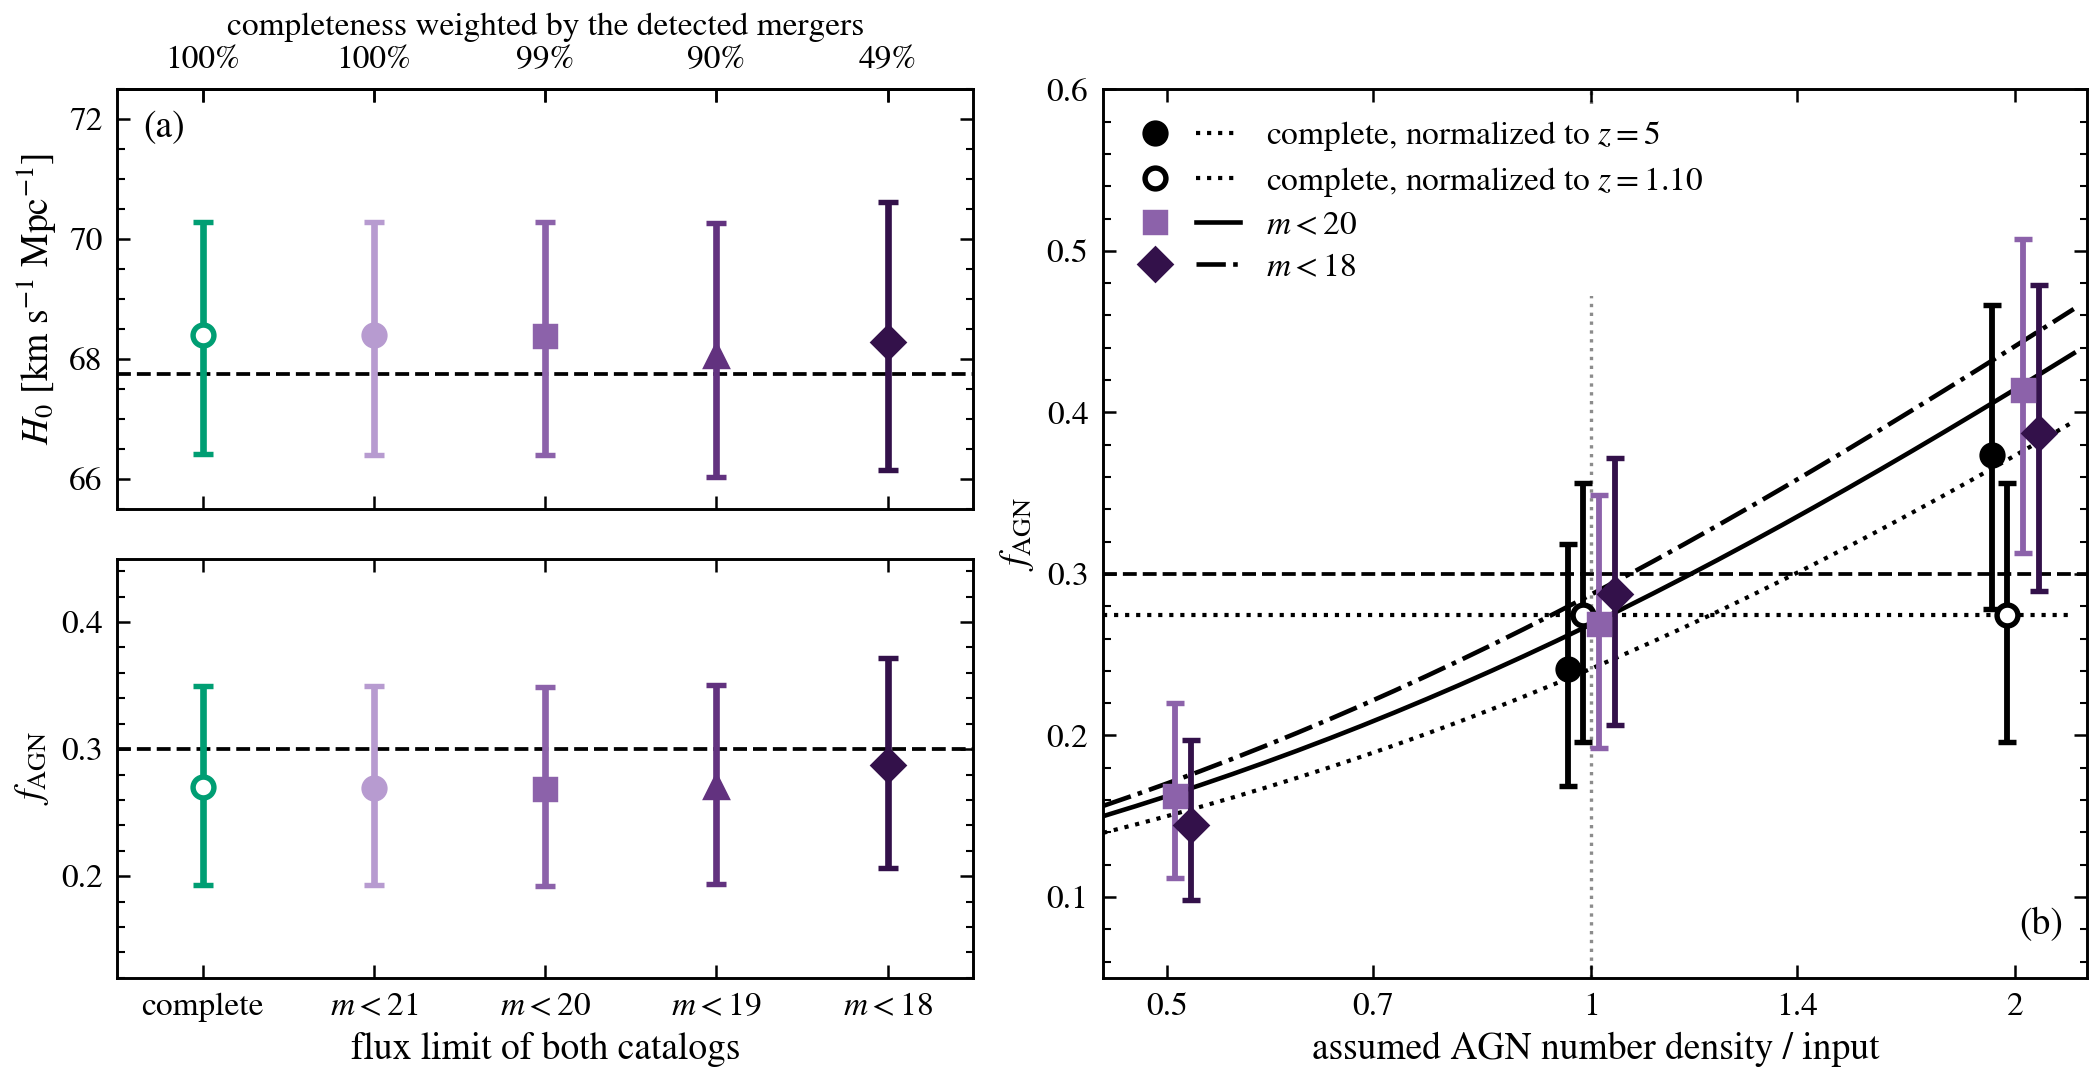 completeness weighted by the detected mergers
100% 100% 99% 90% 49%
(a)
72
70
68
66
H₀ [km s⁻¹ Mpc⁻¹]
0.4
0.3
0.2
f_AGN
complete m < 21 m < 20 m < 19 m < 18
flux limit of both catalogs
complete, normalized to z = 5
complete, normalized to z = 1.10
m < 20
m < 18
0.6
0.5
0.4
0.3
0.2
0.1
f_AGN
(b)
0.5 0.7 1 1.4 2
assumed AGN number density / input